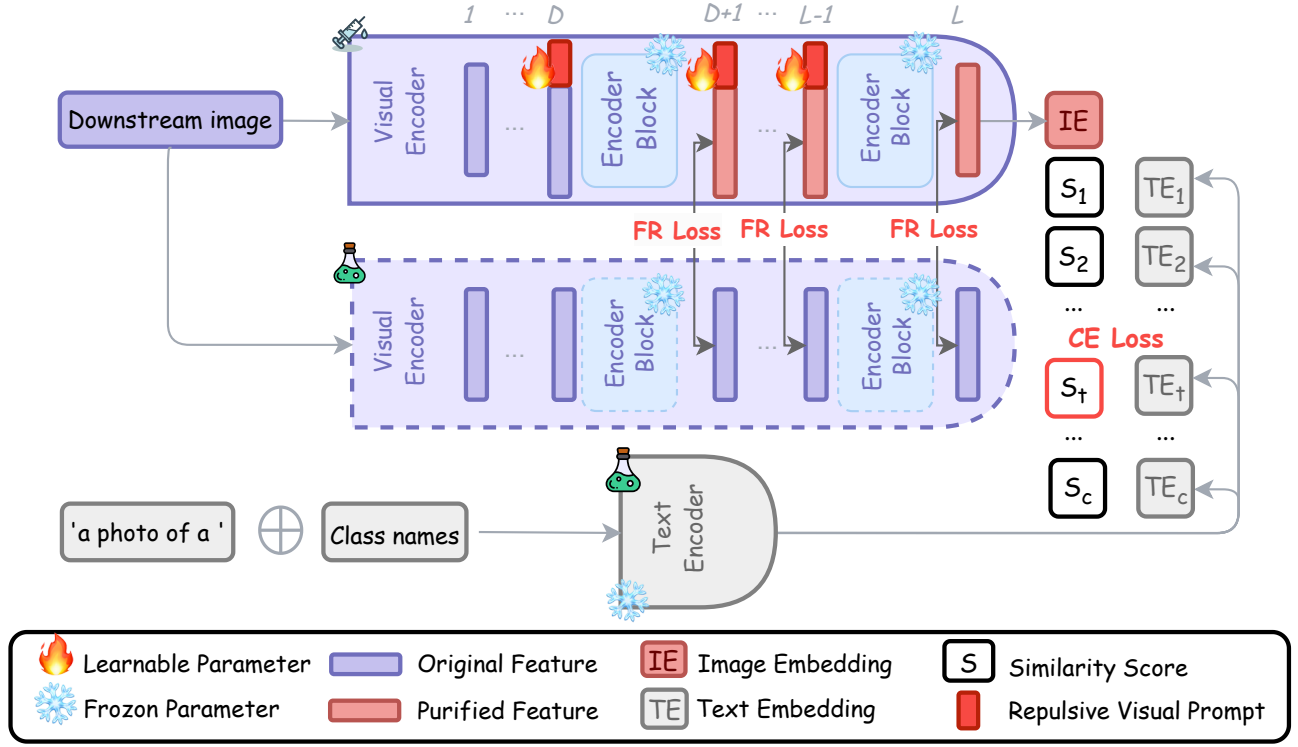 1 ... D D+1 ... L-1 L
Downstream image
Visual
Encoder
...
Encoder
Block
...
Encoder
Block
IE
S1 TE1
FR Loss FR Loss FR Loss
S2 TE2
... ...
Visual
Encoder
...
Encoder
Block
...
Encoder
Block
CE Loss
St TEt
... ...
Sc TEc
'a photo of a '
Class names
Text
Encoder
Learnable Parameter Original Feature IE Image Embedding S Similarity Score
Frozon Parameter Purified Feature TE Text Embedding Repulsive Visual Prompt